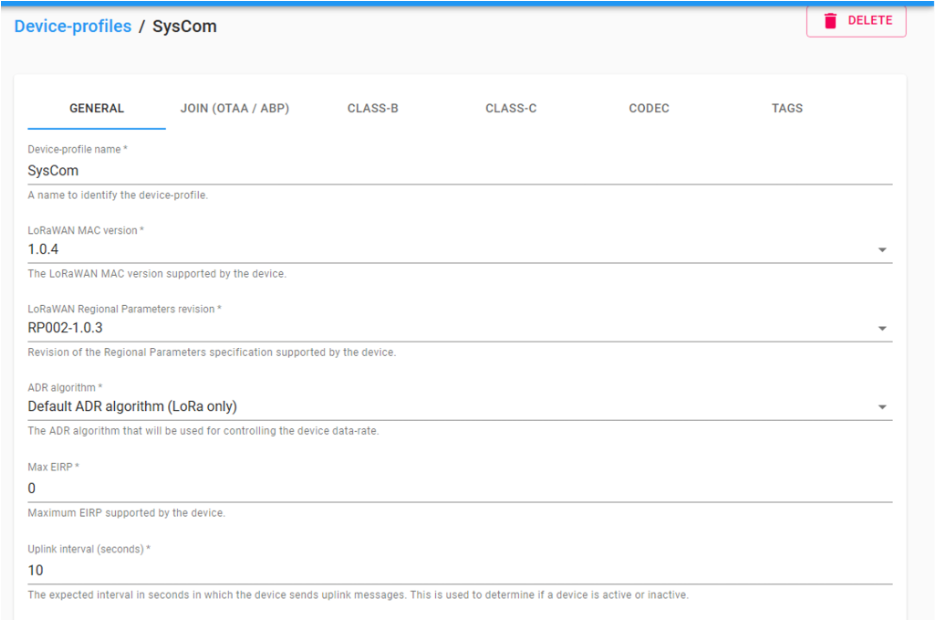 Device-profiles / SysCom
DELETE
GENERAL JOIN (OTAA / ABP) CLASS-B CLASS-C CODEC TAGS
Device-profile name *
SysCom
A name to identify the device-profile.
LoRaWAN MAC version *
1.0.4
The LoRaWAN MAC version supported by the device.
LoRaWAN Regional Parameters revision *
RP002-1.0.3
Revision of the Regional Parameters specification supported by the device.
ADR algorithm *
Default ADR algorithm (LoRa only)
The ADR algorithm that will be used for controlling the device data-rate.
Max EIRP *
0
Maximum EIRP supported by the device.
Uplink interval (seconds) *
10
The expected interval in seconds in which the device sends uplink messages. This is used to determine if a device is active or inactive.